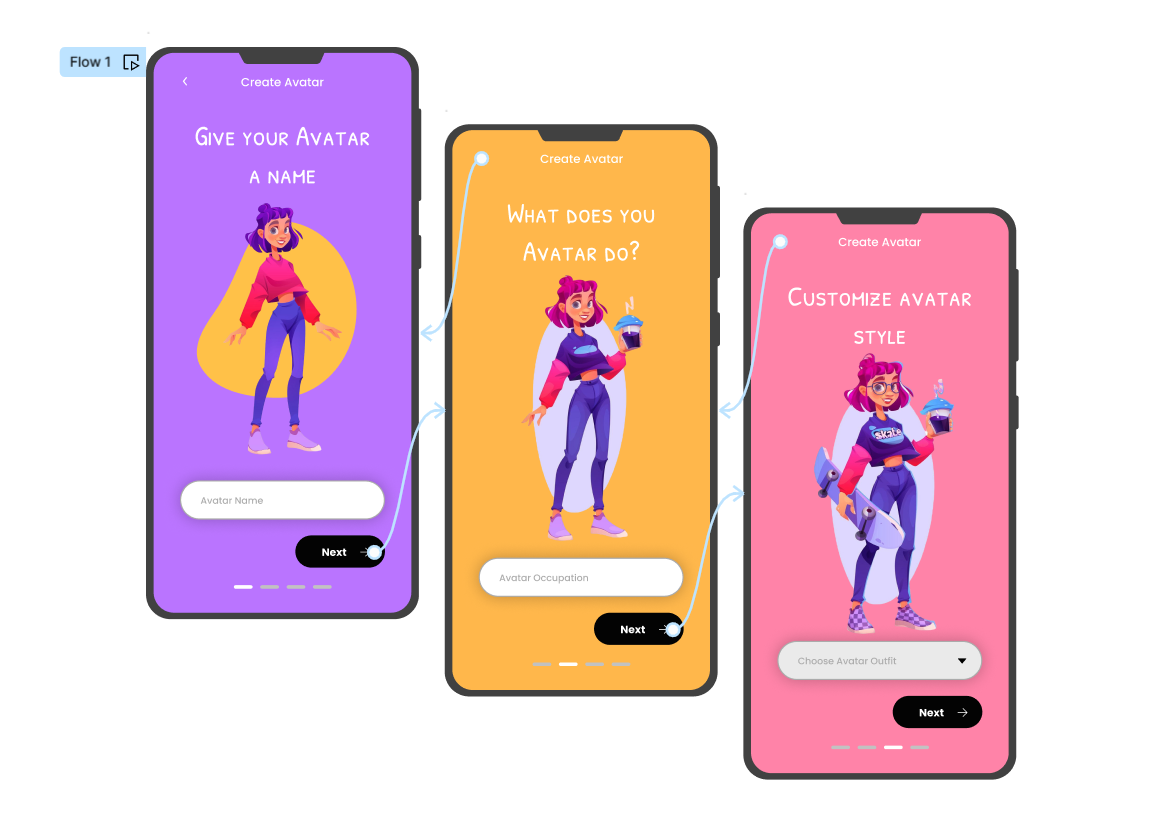 Flow 1
Create Avatar
Give your Avatar
a name
Avatar Name
Next
Create Avatar
What does you
Avatar do?
Avatar Occupation
Next
Create Avatar
Customize avatar
style
skate
Choose Avatar Outfit
Next